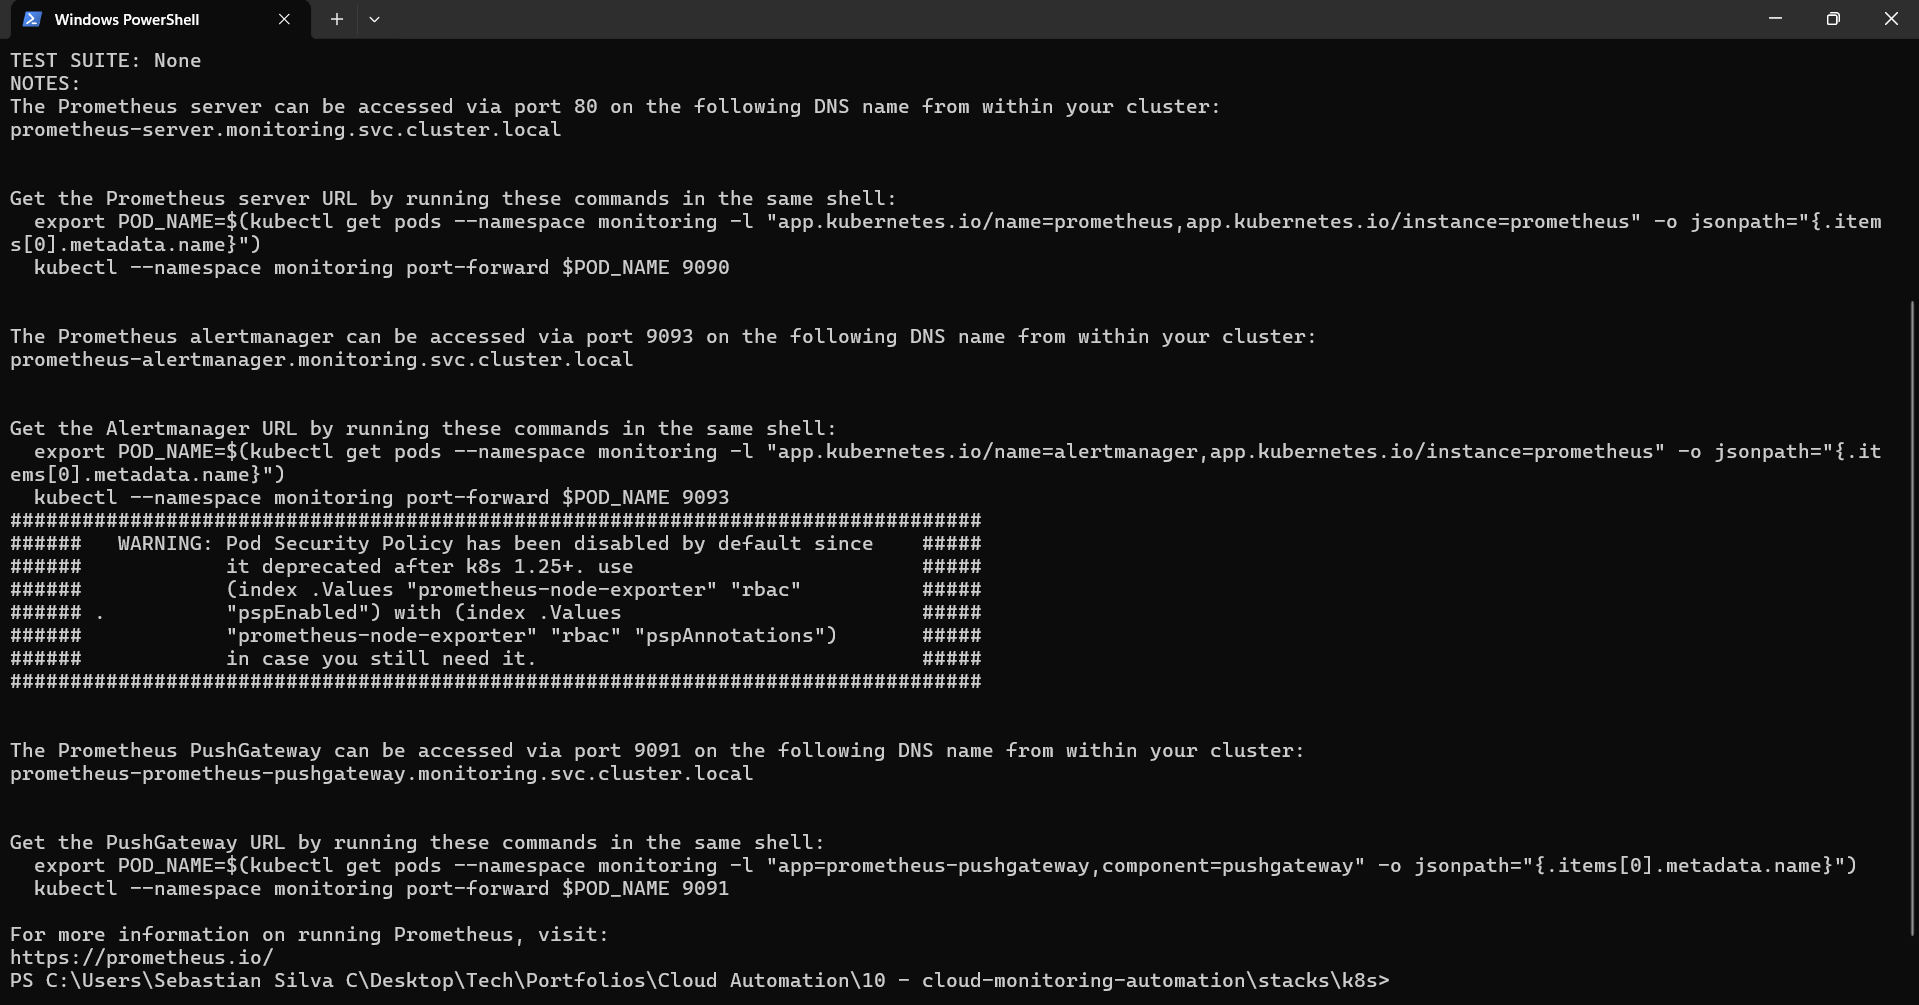 Windows PowerShell
TEST SUITE: None
NOTES:
The Prometheus server can be accessed via port 80 on the following DNS name from within your cluster:
prometheus-server.monitoring.svc.cluster.local
Get the Prometheus server URL by running these commands in the same shell:
  export POD_NAME=$(kubectl get pods --namespace monitoring -l "app.kubernetes.io/name=prometheus,app.kubernetes.io/instance=prometheus" -o jsonpath="{.item
s[0].metadata.name}")
  kubectl --namespace monitoring port-forward $POD_NAME 9090
The Prometheus alertmanager can be accessed via port 9093 on the following DNS name from within your cluster:
prometheus-alertmanager.monitoring.svc.cluster.local
Get the Alertmanager URL by running these commands in the same shell:
  export POD_NAME=$(kubectl get pods --namespace monitoring -l "app.kubernetes.io/name=alertmanager,app.kubernetes.io/instance=prometheus" -o jsonpath="{.it
ems[0].metadata.name}")
  kubectl --namespace monitoring port-forward $POD_NAME 9093
#################################################################################
######   WARNING: Pod Security Policy has been disabled by default since    #####
######            it deprecated after k8s 1.25+. use                        #####
######            (index .Values "prometheus-node-exporter" "rbac"          #####
###### .          "pspEnabled") with (index .Values                         #####
######            "prometheus-node-exporter" "rbac" "pspAnnotations")       #####
######            in case you still need it.                                #####
#################################################################################
The Prometheus PushGateway can be accessed via port 9091 on the following DNS name from within your cluster:
prometheus-prometheus-pushgateway.monitoring.svc.cluster.local
Get the PushGateway URL by running these commands in the same shell:
  export POD_NAME=$(kubectl get pods --namespace monitoring -l "app=prometheus-pushgateway,component=pushgateway" -o jsonpath="{.items[0].metadata.name}")
  kubectl --namespace monitoring port-forward $POD_NAME 9091
For more information on running Prometheus, visit:
https://prometheus.io/
PS C:\Users\Sebastian Silva C\Desktop\Tech\Portfolios\Cloud Automation\10 - cloud-monitoring-automation\stacks\k8s>